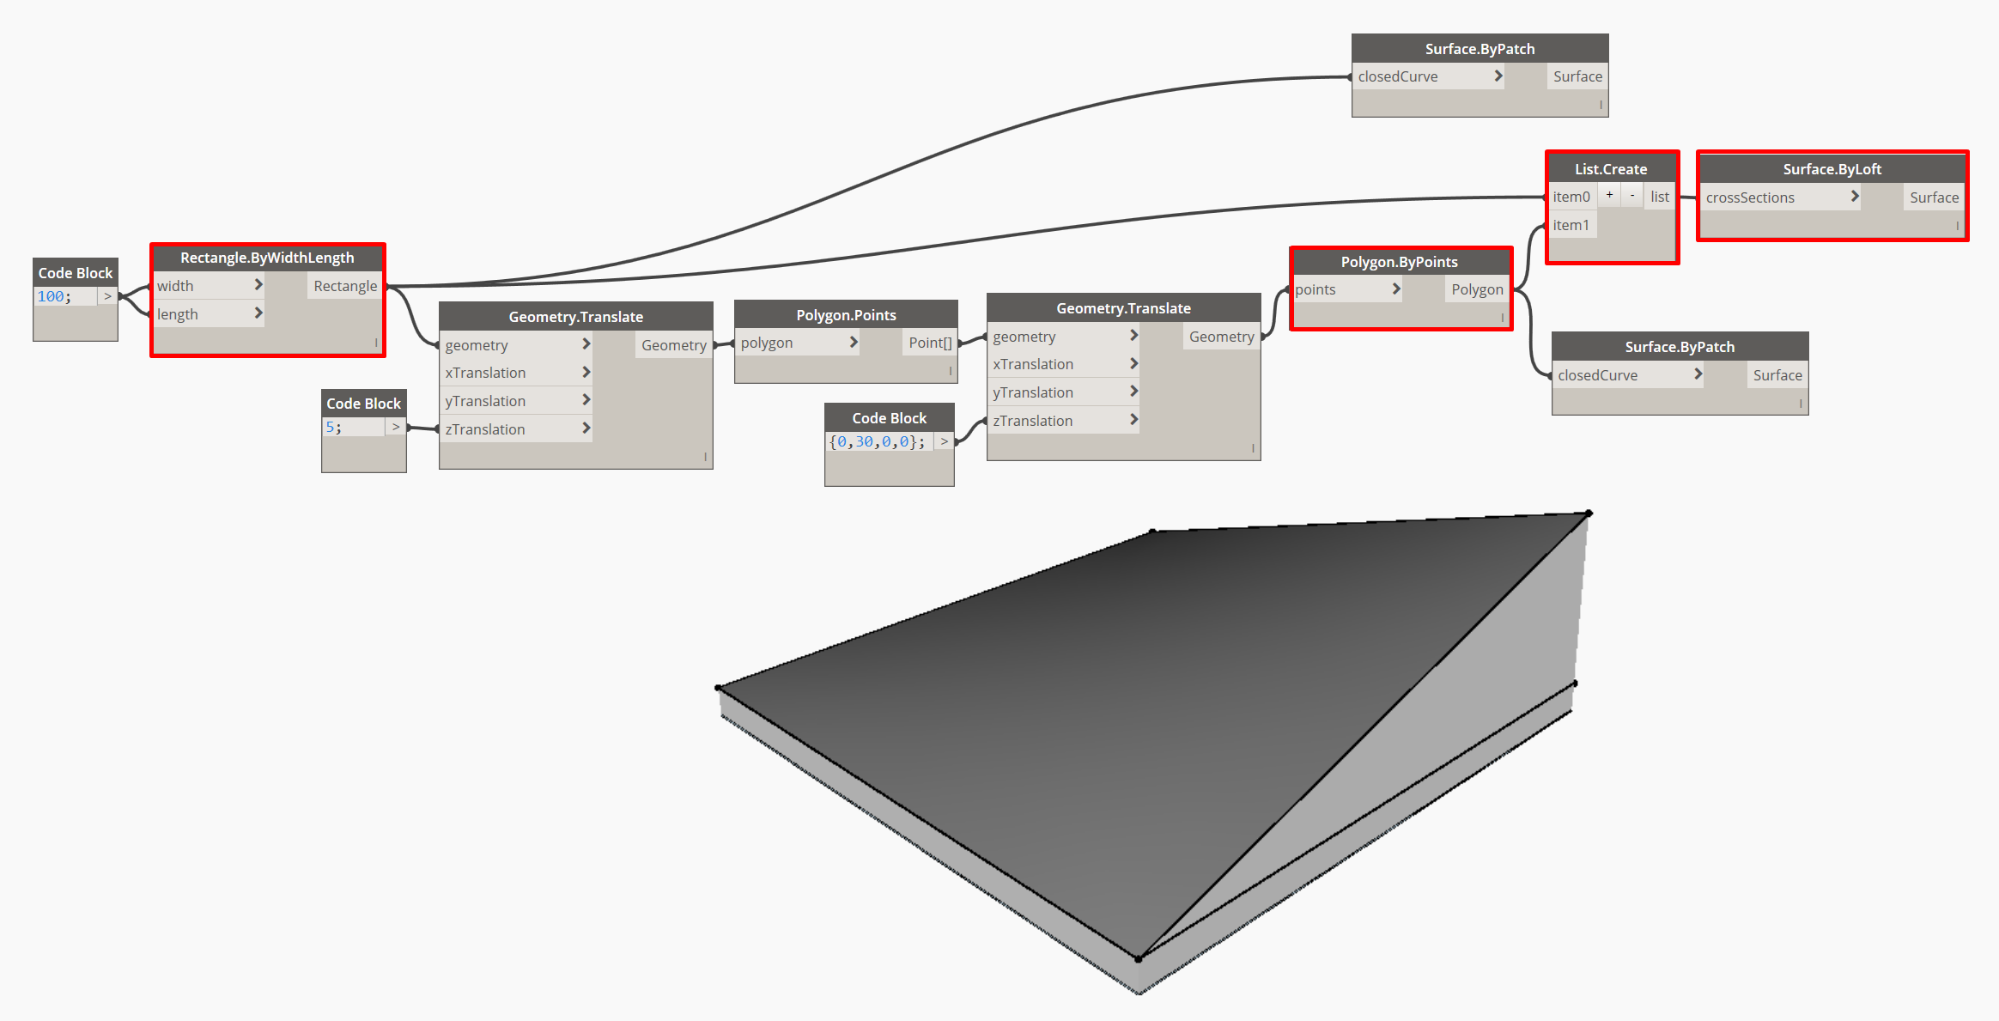 Surface.ByPatch
closedCurve > Surface
List.Create
item0 + - list
item1
Surface.ByLoft
crossSections > Surface
Code Block
100; >
Rectangle.ByWidthLength
width > Rectangle
length >
Geometry.Translate
geometry > Geometry
xTranslation >
yTranslation >
zTranslation >
Code Block
5; >
Polygon.Points
polygon > Point[]
Code Block
{0,30,0,0}; >
Geometry.Translate
geometry > Geometry
xTranslation >
yTranslation >
zTranslation >
Polygon.ByPoints
points > Polygon
Surface.ByPatch
closedCurve > Surface